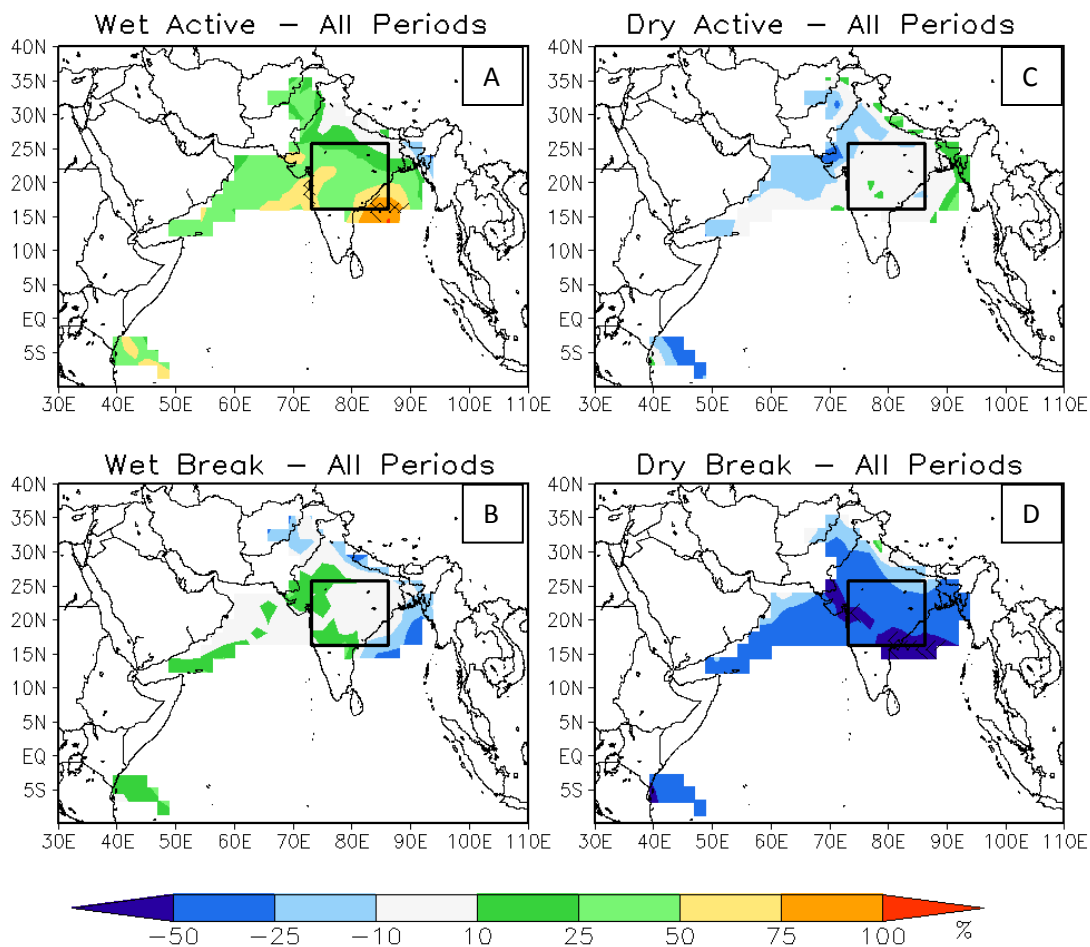 Wet Active - All Periods
A
40N
35N
30N
25N
20N
15N
10N
5N
EQ
5S
30E 40E 50E 60E 70E 80E 90E 100E 110E
Dry Active - All Periods
C
40N
35N
30N
25N
20N
15N
10N
5N
EQ
5S
30E 40E 50E 60E 70E 80E 90E 100E 110E
Wet Break - All Periods
B
40N
35N
30N
25N
20N
15N
10N
5N
EQ
5S
30E 40E 50E 60E 70E 80E 90E 100E 110E
Dry Break - All Periods
D
40N
35N
30N
25N
20N
15N
10N
5N
EQ
5S
30E 40E 50E 60E 70E 80E 90E 100E 110E
-50 -25 -10 10 25 50 75 100 %